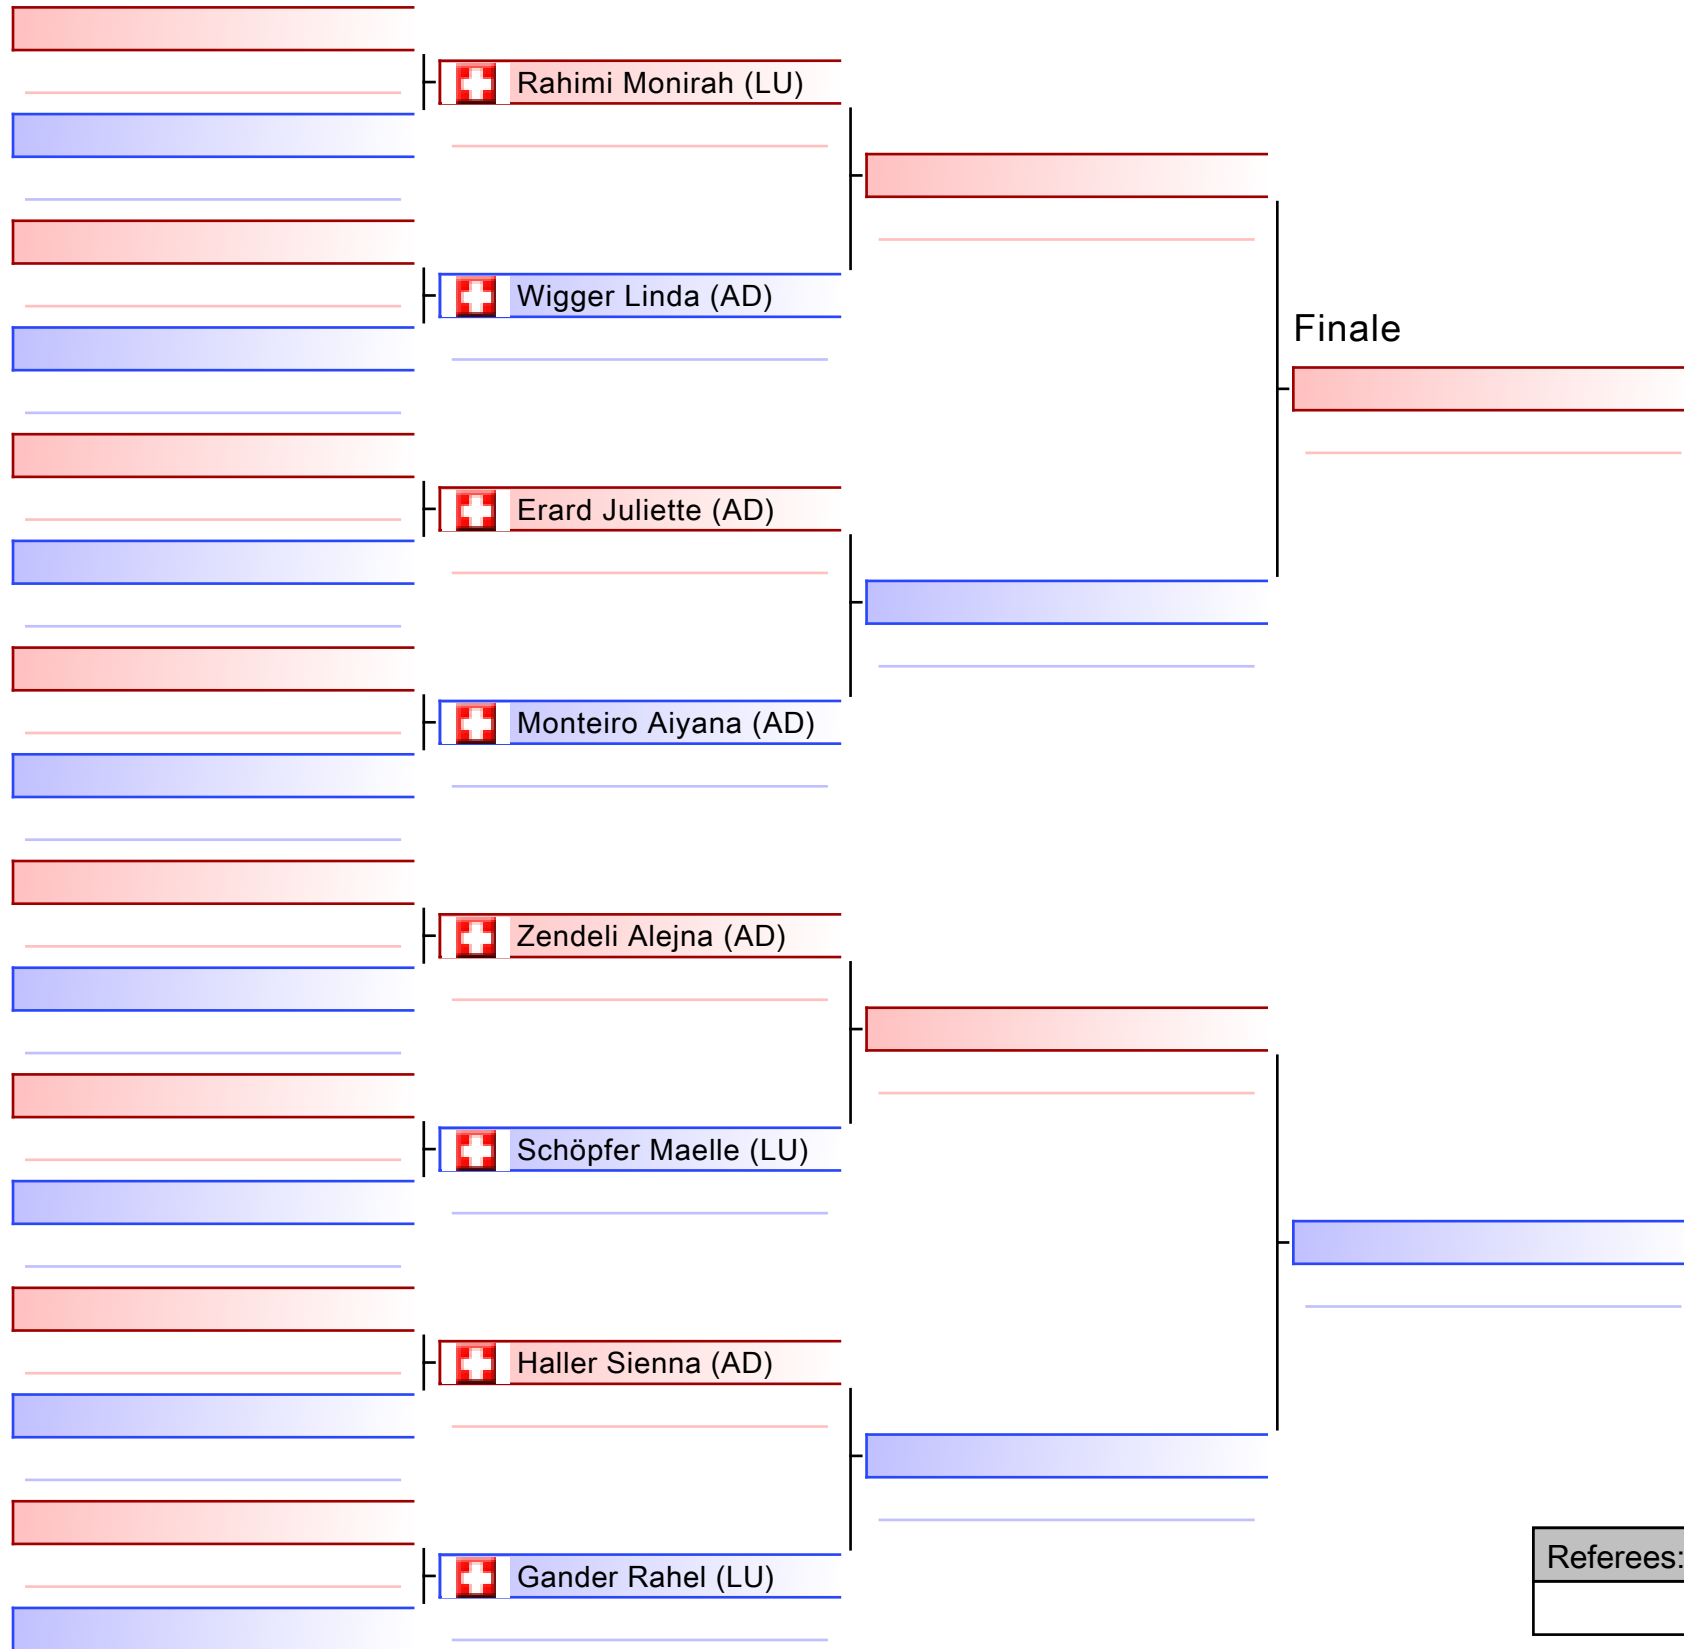 Rahimi Monirah (LU)
Wigger Linda (AD)
Finale
Erard Juliette (AD)
Monteiro Aiyana (AD)
Zendeli Alejna (AD)
Schöpfer Maelle (LU)
Haller Sienna (AD)
Gander Rahel (LU)
Referees: